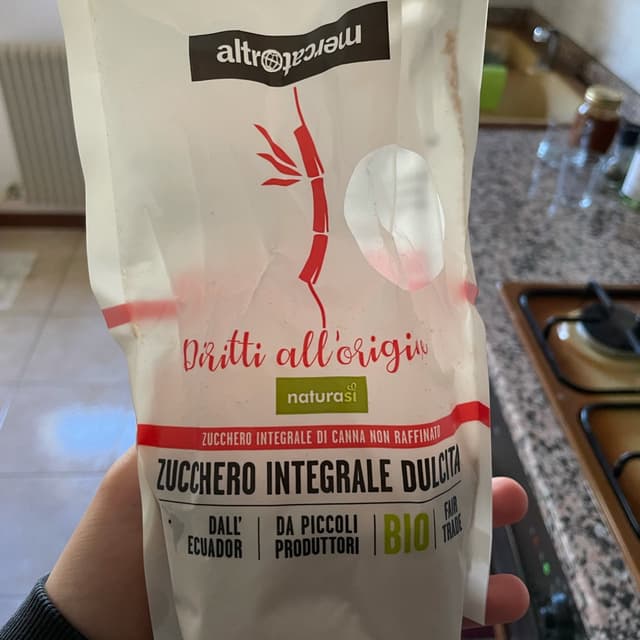 altromercato
Diritti all'origine
naturasì
ZUCCHERO INTEGRALE DI CANNA NON RAFFINATO
ZUCCHERO INTEGRALE DULCITA
DALL'
ECUADOR
DA PICCOLI
PRODUTTORI
BIO
FAIR
TRADE